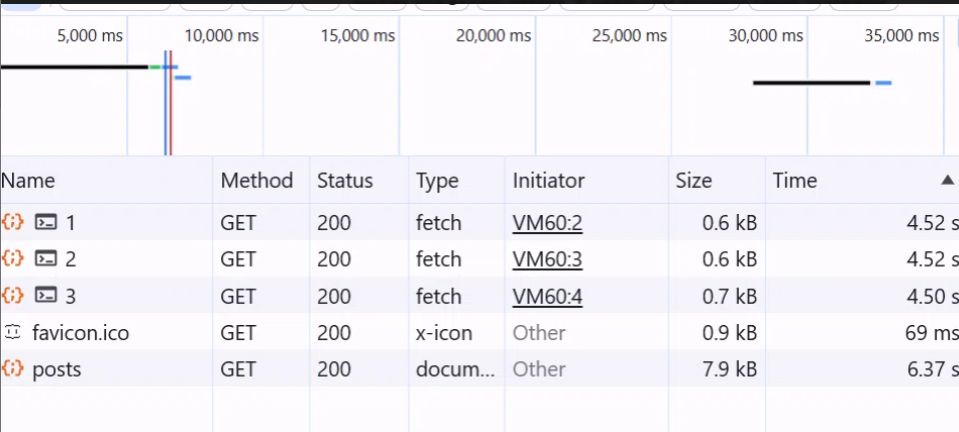 5,000 ms 10,000 ms 15,000 ms 20,000 ms 25,000 ms 30,000 ms 35,000 ms
Name Method Status Type Initiator Size Time
1 GET 200 fetch VM60:2 0.6 kB 4.52 s
2 GET 200 fetch VM60:3 0.6 kB 4.52 s
3 GET 200 fetch VM60:4 0.7 kB 4.50 s
favicon.ico GET 200 x-icon Other 0.9 kB 69 ms
posts GET 200 docum... Other 7.9 kB 6.37 s